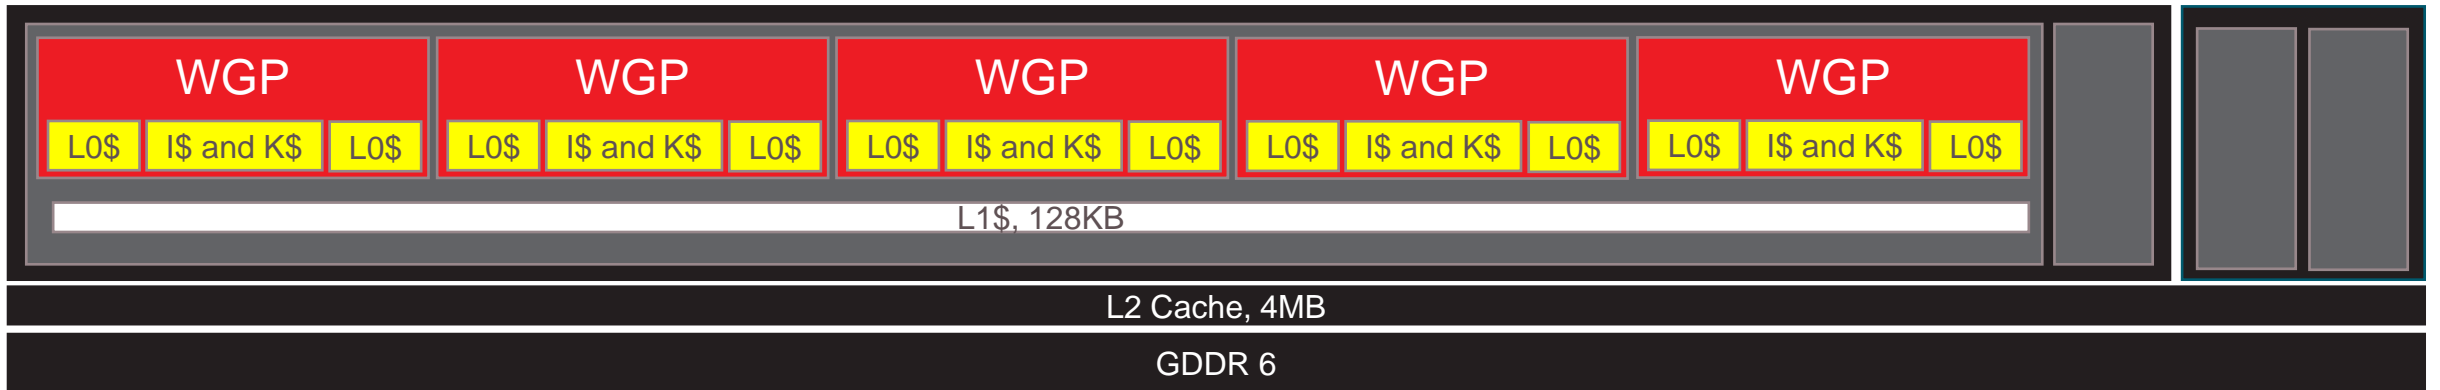 WGP WGP WGP WGP WGP
L0$ I$ and K$ L0$ L0$ I$ and K$ L0$ L0$ I$ and K$ L0$ L0$ I$ and K$ L0$ L0$ I$ and K$ L0$
L1$, 128KB
L2 Cache, 4MB
GDDR 6